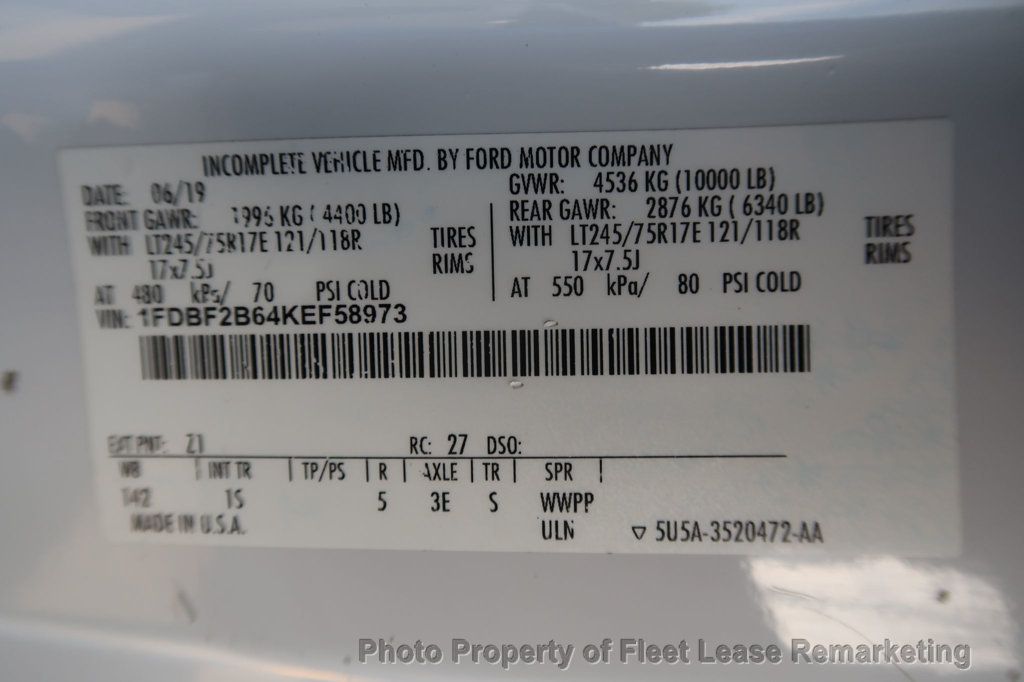 INCOMPLETE VEHICLE MFD. BY FORD MOTOR COMPANY
DATE: 06/19
GVWR: 4536 KG (10000 LB)
FRONT GAWR: 1996 KG ( 4400 LB)
REAR GAWR: 2876 KG ( 6340 LB)
WITH LT245/75R17E 121/118R TIRES
WITH LT245/75R17E 121/118R TIRES
17x7.5J RIMS
17x7.5J RIMS
AT 480 kPa/ 70 PSI COLD
AT 550 kPa/ 80 PSI COLD
VIN: 1FDBF2B64KEF58973
EXT PNT: Z1 RC: 27 DSO:
WB | INT TR | TP/PS | R | AXLE | TR | SPR |
142 1S 5 3E S WWPP
MADE IN U.S.A. ULN ▽ 5U5A-3520472-AA
Photo Property of Fleet Lease Remarketing